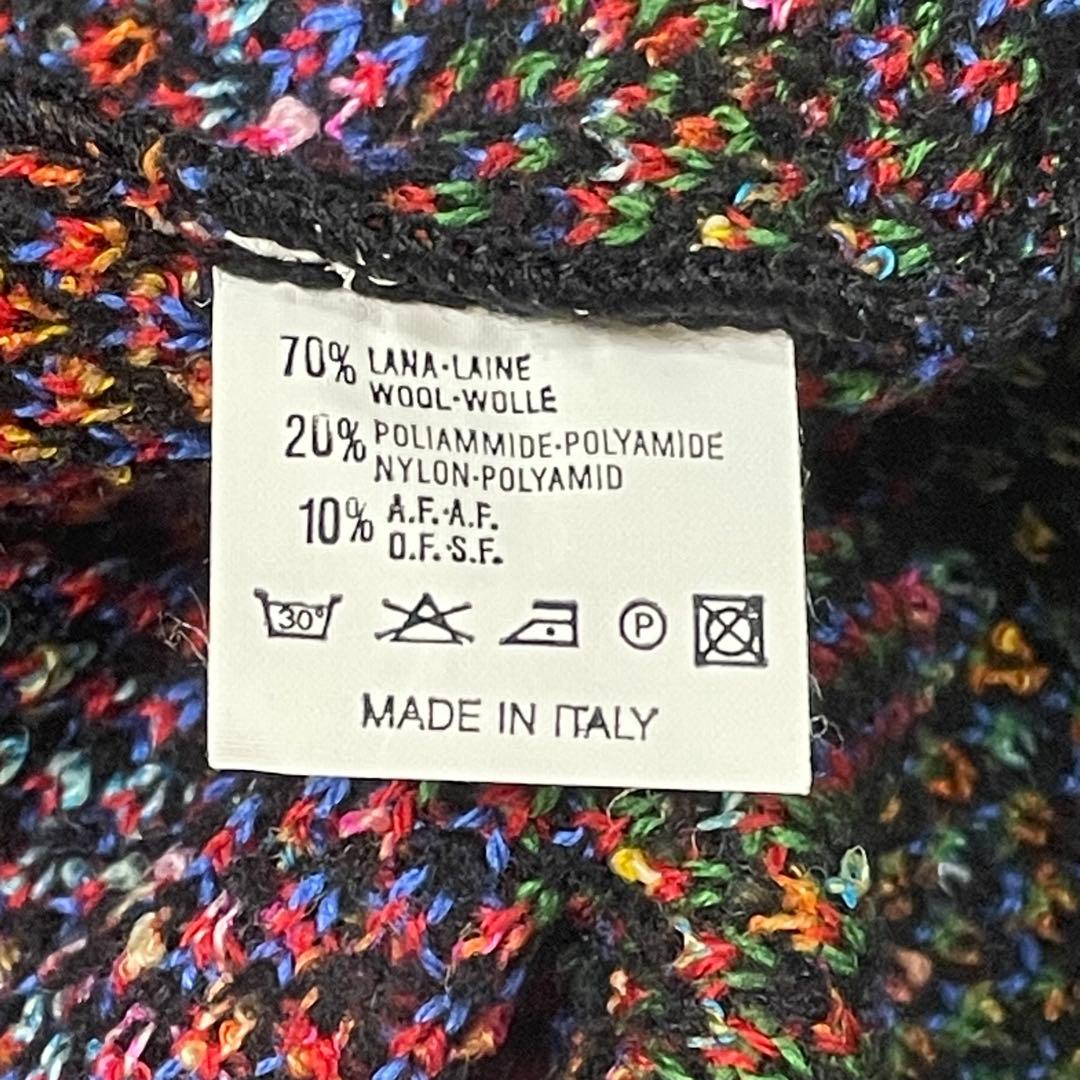 70% LANA-LAINE
WOOL-WOLLE
20% POLIAMMIDE-POLYAMIDE
NYLON-POLYAMID
10% A.F.-A.F.
O.F.-S.F.
30° P
MADE IN ITALY